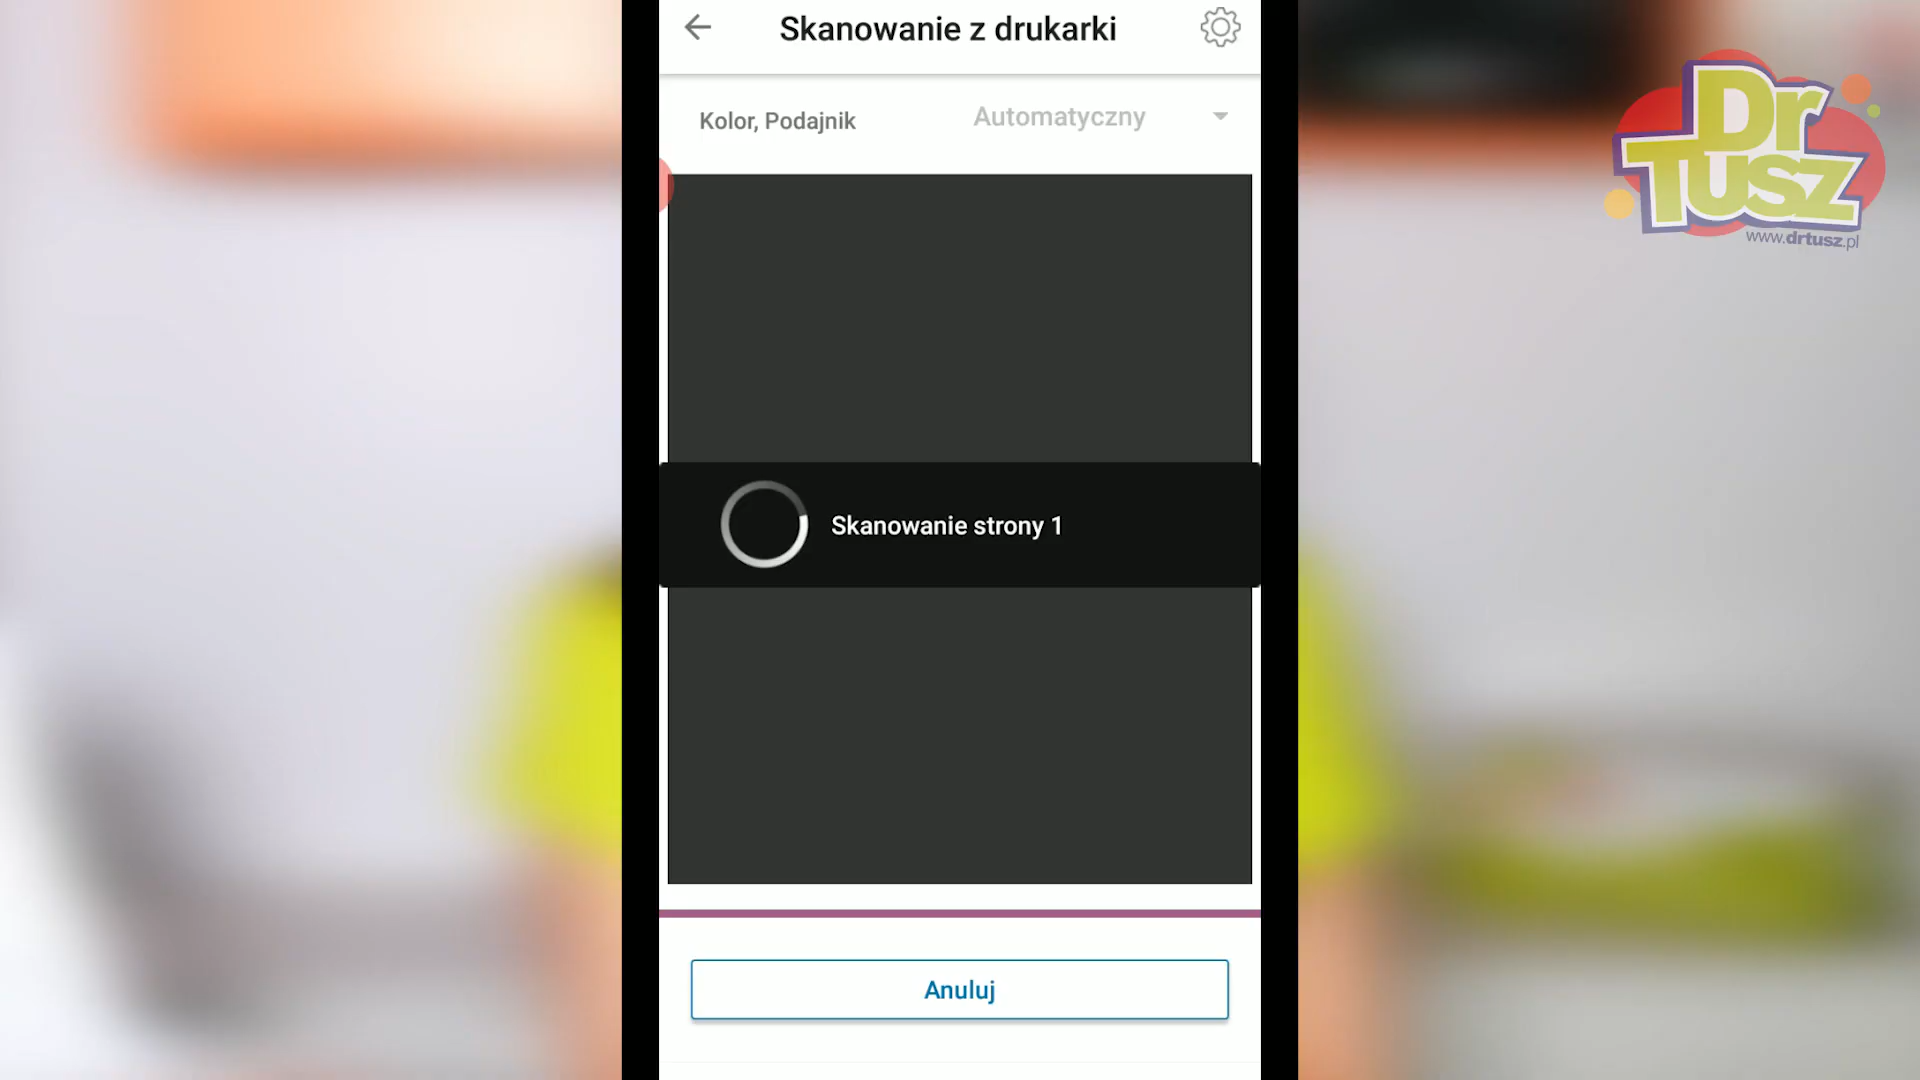 Skanowanie z drukarki
Kolor, Podajnik
Automatyczny
Skanowanie strony 1
Anuluj
Dr
Tusz
www.drtusz.pl